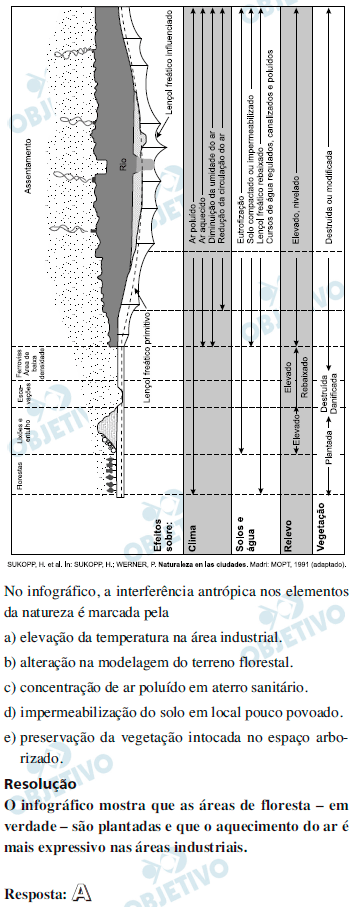 Assentamento
Rio
Lençol freático influenciado
Lençol freático primitivo
Ferrovias
Área de baixa densidade
Esca-
vações
Lixões e
entulho
Florestas
Efeitos
sobre:
Clima
Ar poluído
Ar aquecido
Diminuição da umidade do ar
Redução da circulação do ar
Solos e
água
Eutrofização
Solo compactado ou impermeabilizado
Lençol freático rebaixado
Cursos de água regulados, canalizados e poluídos
Relevo
Elevado, nivelado
Elevado
Rebaixado
Elevado
Vegetação
Destruída ou modificada
Destruída
Danificada
Plantada
SUKOPP, H. et al. In: SUKOPP, H.; WERNER, P. Naturaleza en las ciudades. Madri: MOPT, 1991 (adaptado).
No infográfico, a interferência antrópica nos elementos
da natureza é marcada pela
a) elevação da temperatura na área industrial.
b) alteração na modelagem do terreno florestal.
c) concentração de ar poluído em aterro sanitário.
d) impermeabilização do solo em local pouco povoado.
e) preservação da vegetação intocada no espaço arbo-
rizado.
Resolução
O infográfico mostra que as áreas de floresta – em
verdade – são plantadas e que o aquecimento do ar é
mais expressivo nas áreas industriais.
Resposta: A
OBJETIVO